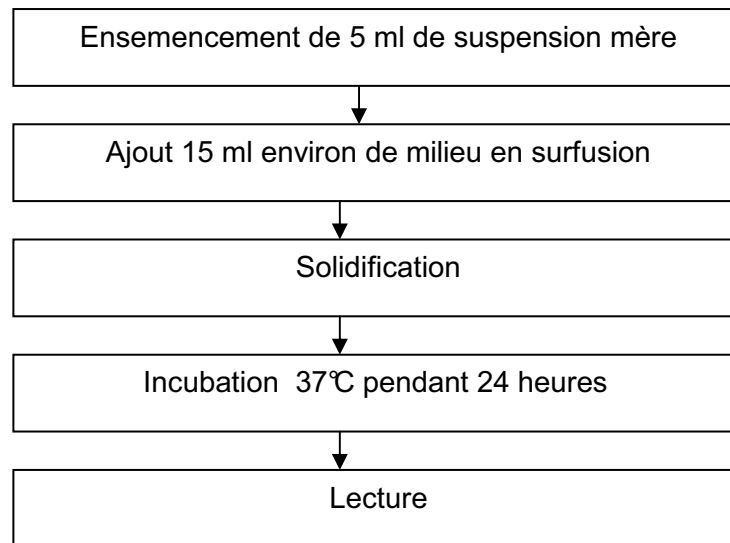 Ensemencement de 5 ml de suspension mère
Ajout 15 ml environ de milieu en surfusion
Solidification
Incubation 37°C pendant 24 heures
Lecture